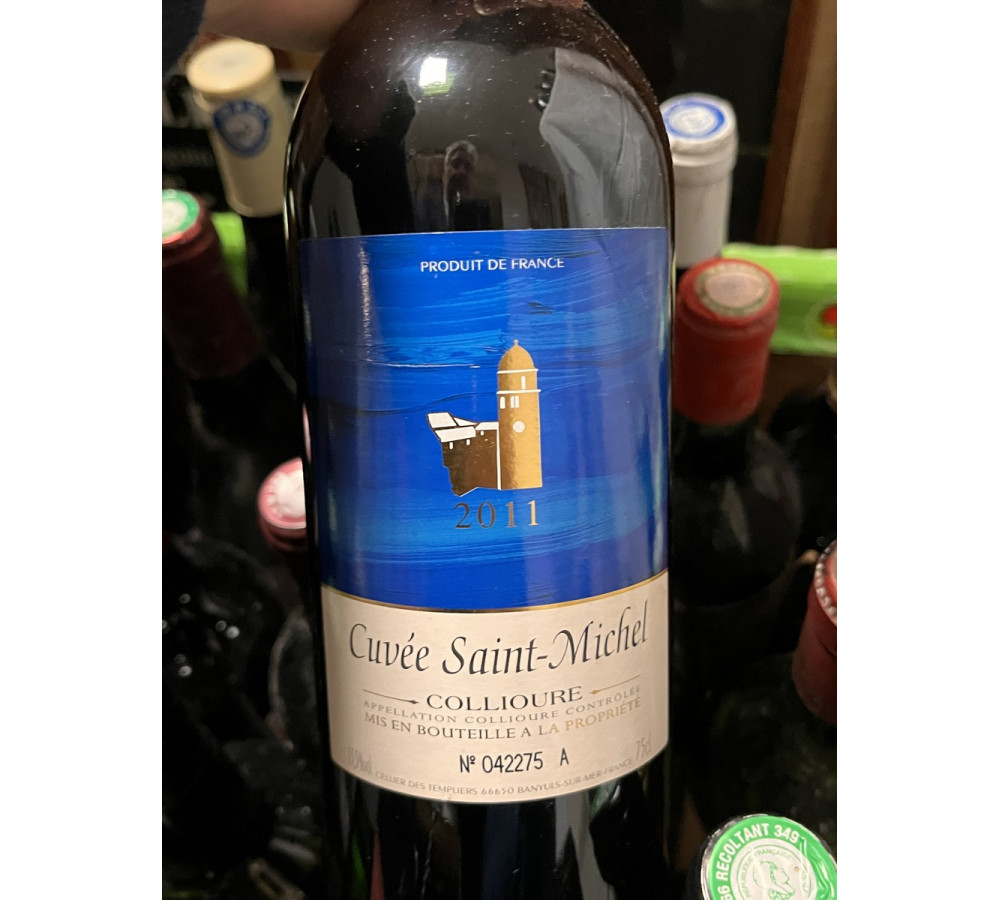 PRODUIT DE FRANCE
2011
Cuvée Saint-Michel
COLLIOURE
APPELLATION COLLIOURE CONTRÔLÉE
MIS EN BOUTEILLE A LA PROPRIÉTÉ
Nº 042275 A
75cl
CELLIER DES TEMPLIERS 66650 BANYULS-SUR-MER-FRANCE
66 RECOLTANT 349